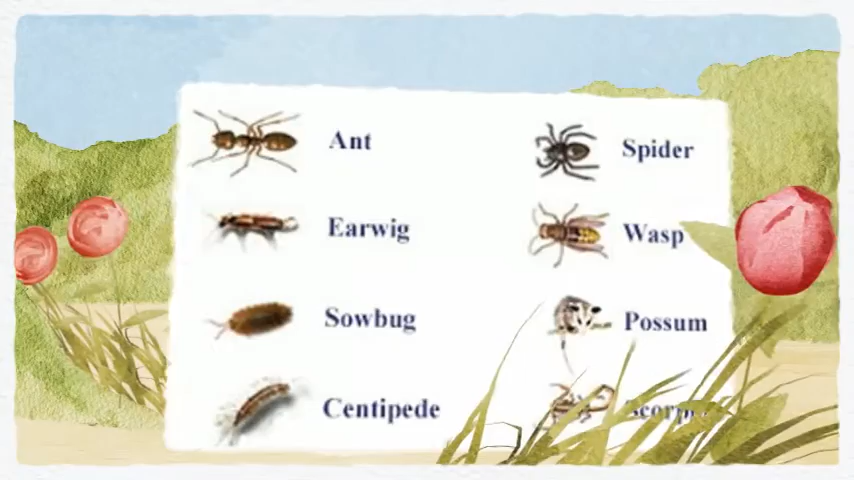 Ant
Earwig
Sowbug
Centipede
Spider
Wasp
Possum